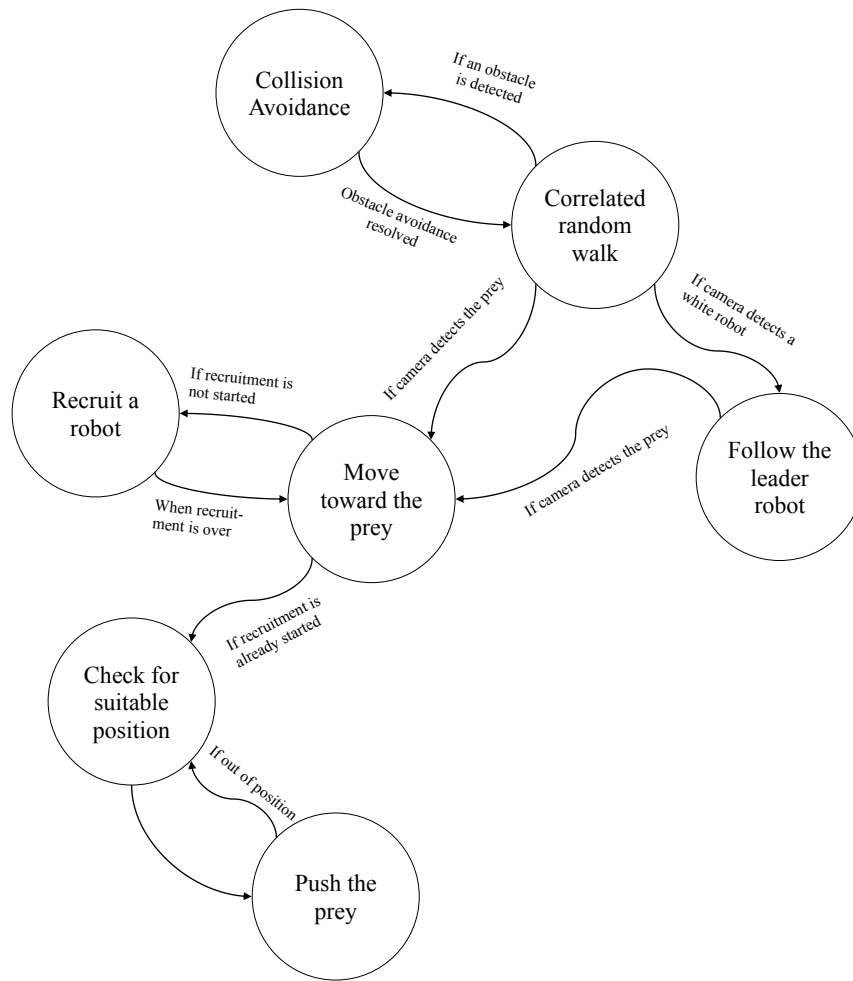 If an obstacle
is detected
Collision
Avoidance
Obstacle avoidance
resolved
Correlated
random
walk
If camera detects the prey
If camera detects a
white robot
If recruitment is
not started
Recruit a
robot
When recruit-
ment is over
Move
toward the
prey
If camera detects the prey
Follow the
leader
robot
If recruitment is
already started
Check for
suitable
position
If out of position
Push the
prey